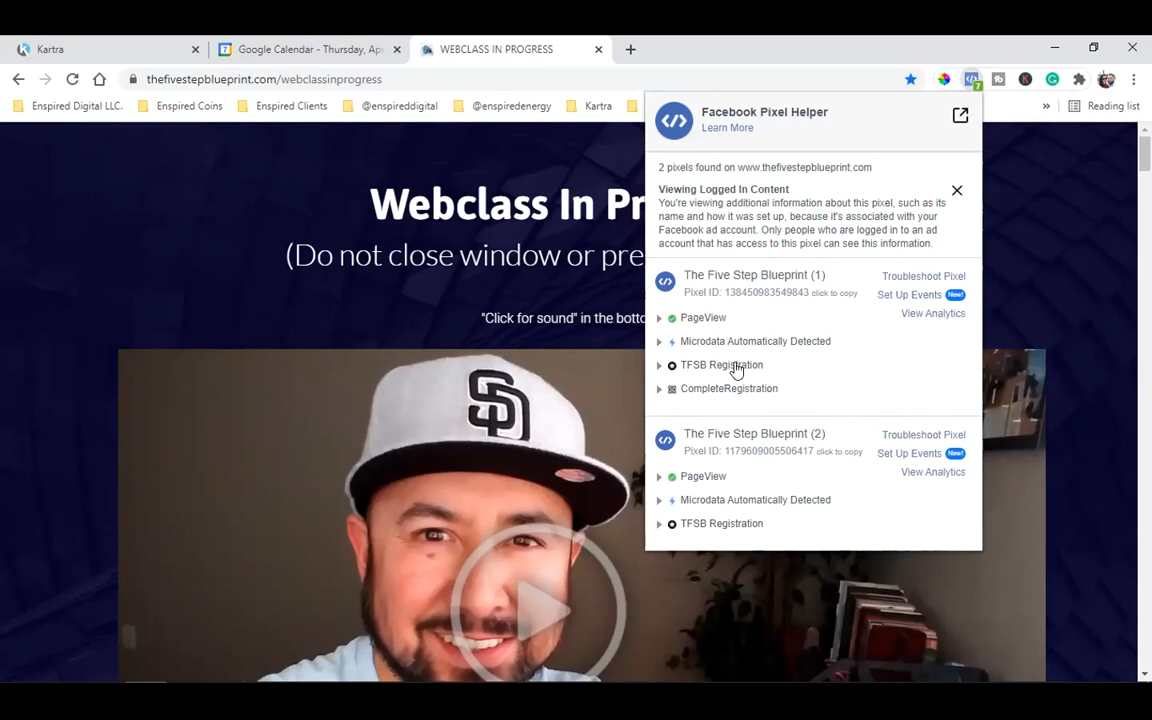 Kartra
Google Calendar - Thursday, Ap
WEBCLASS IN PROGRESS
thefivestepblueprint.com/webclassinprogress
7
Enspired Digital LLC.
Enspired Coins
Enspired Clients
@enspireddigital
@enspiredenergy
Kartra
»
Reading list
Facebook Pixel Helper
Learn More
2 pixels found on www.thefivestepblueprint.com
Viewing Logged In Content
You're viewing additional information about this pixel, such as its
name and how it was set up, because it's associated with your
Facebook ad account. Only people who are logged in to an ad
account that has access to this pixel can see this information.
The Five Step Blueprint (1)
Troubleshoot Pixel
Pixel ID: 138450983549843 click to copy
Set Up Events New!
View Analytics
PageView
Microdata Automatically Detected
TFSB Registration
CompleteRegistration
The Five Step Blueprint (2)
Troubleshoot Pixel
Pixel ID: 1179609005506417 click to copy
Set Up Events New!
View Analytics
PageView
Microdata Automatically Detected
TFSB Registration
Webclass In Pr
(Do not close window or pre
"Click for sound" in the botto
SD